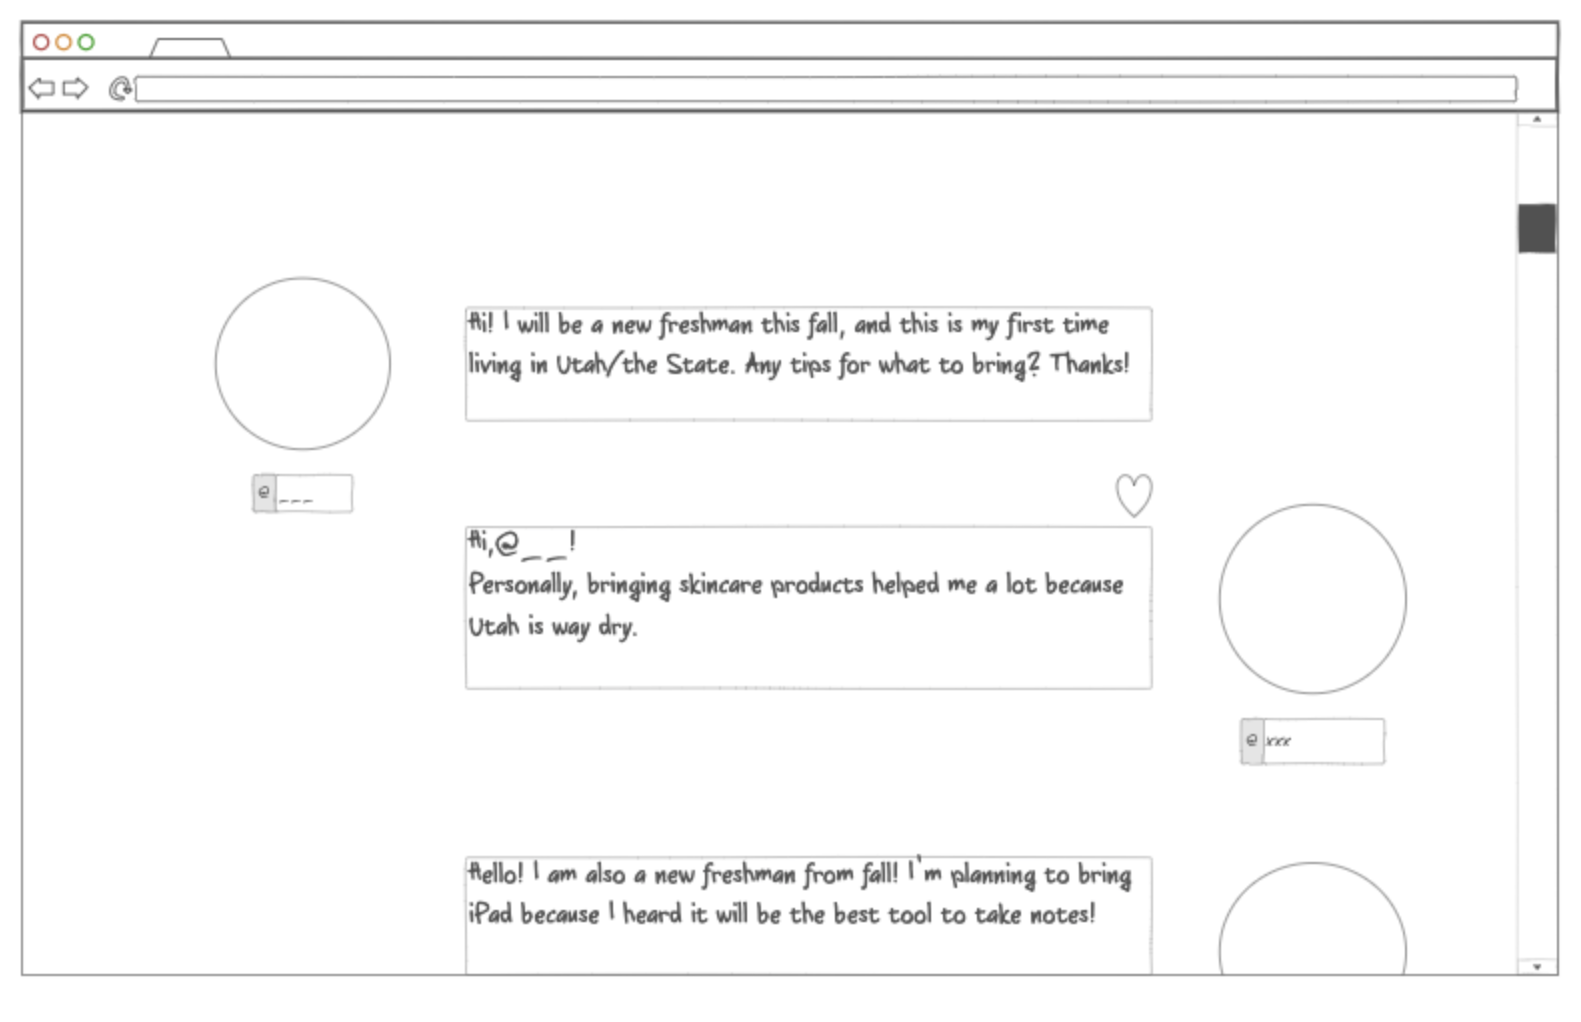 Hi! I will be a new freshman this fall, and this is my first time
living in Utah/the State. Any tips for what to bring? Thanks!
@ ___
Hi,@__!
Personally, bringing skincare products helped me a lot because
Utah is way dry.
@ xxx
Hello! I am also a new freshman from fall! I'm planning to bring
iPad because I heard it will be the best tool to take notes!